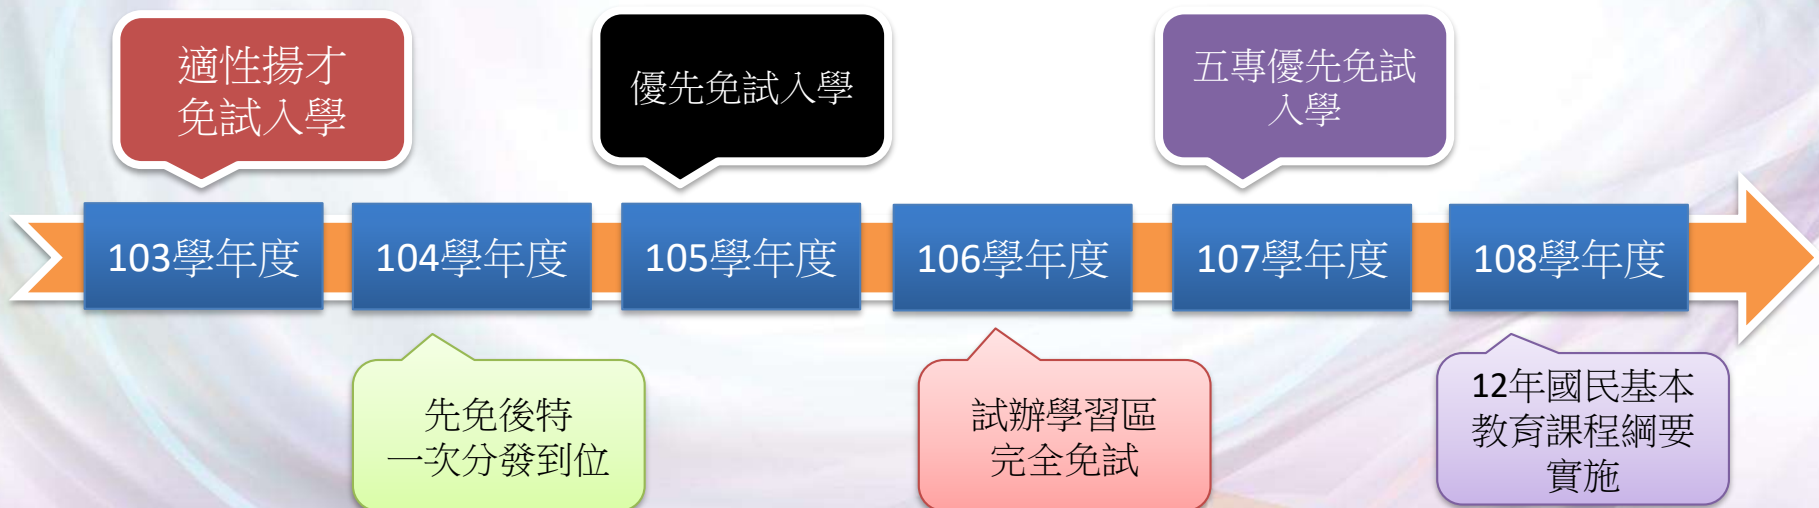 適性揚才
免試入學
優先免試入學
五專優先免試
入學
103學年度
104學年度
105學年度
106學年度
107學年度
108學年度
先免後特
一次分發到位
試辦學習區
完全免試
12年國民基本
教育課程綱要
實施